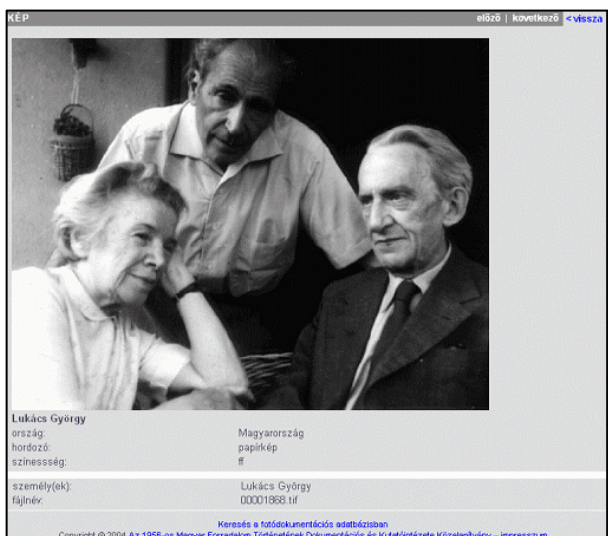 KÉP
előző | következő < vissza
Lukács György
ország: Magyarország
hordozó: papírkép
színessség: ff
személy(ek): Lukács György
fájlnév: 00001868.tif
Keresés a fotódokumentációs adatbázisban
Copyright © 2004 Az 1956-os Magyar Forradalom Történetének Dokumentációs és Kutatóintézete Közalapítvány – impresszum